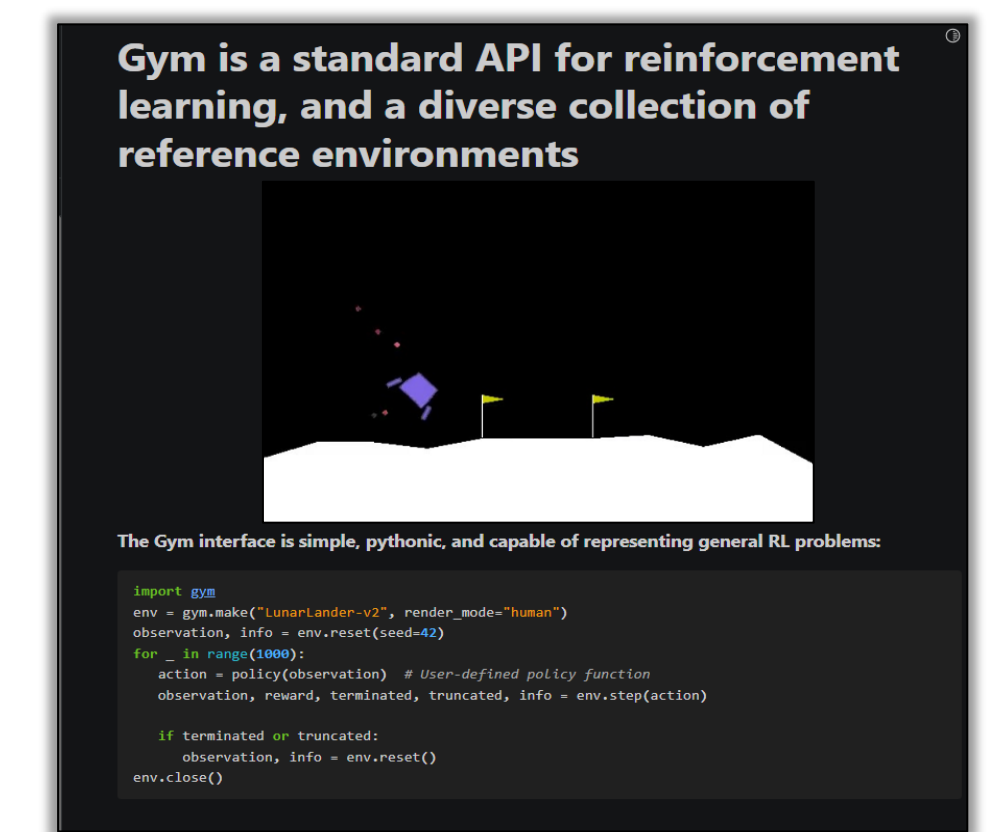 Gym is a standard API for reinforcement
learning, and a diverse collection of
reference environments
The Gym interface is simple, pythonic, and capable of representing general RL problems:
import gym
env = gym.make("LunarLander-v2", render_mode="human")
observation, info = env.reset(seed=42)
for _ in range(1000):
   action = policy(observation)  # User-defined policy function
   observation, reward, terminated, truncated, info = env.step(action)

   if terminated or truncated:
      observation, info = env.reset()
env.close()